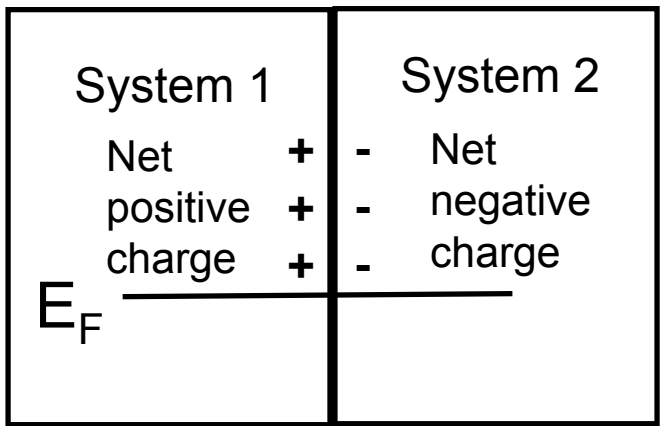 System 1
Net +
positive +
charge +
E_F
System 2
- Net
- negative
- charge